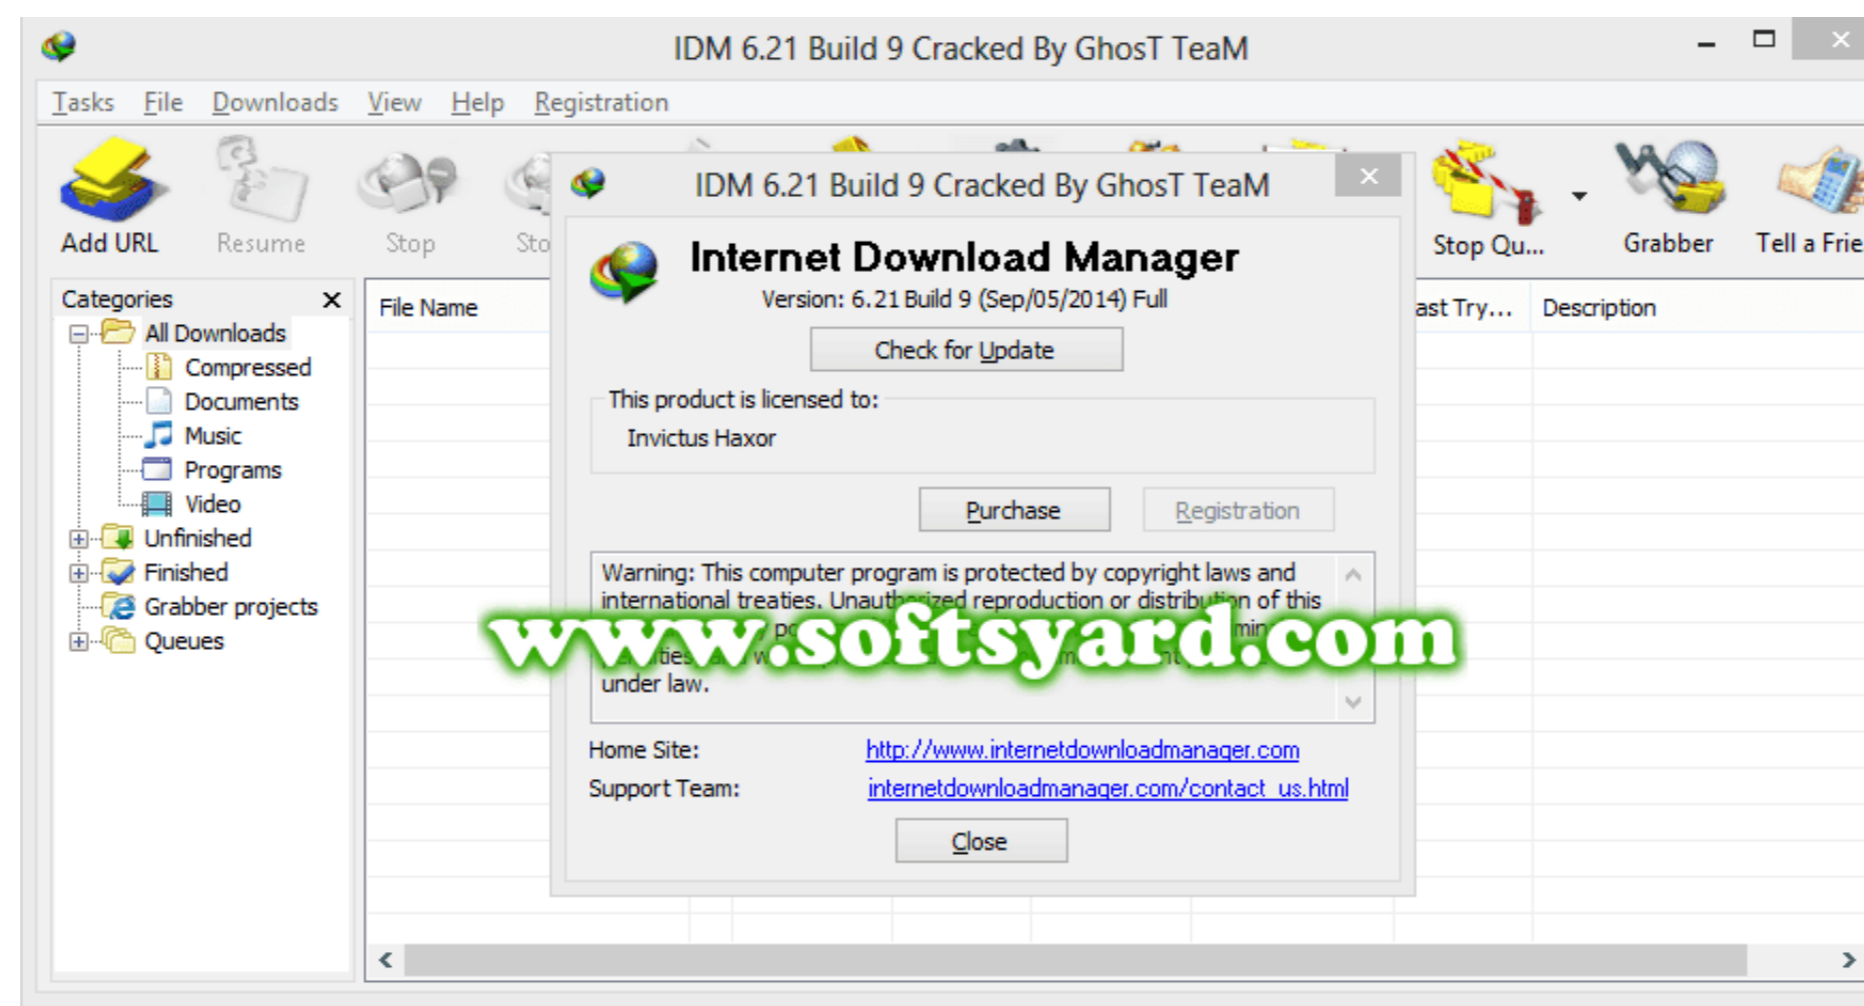 IDM 6.21 Build 9 Cracked By GhosT TeaM
Tasks File Downloads View Help Registration
Add URL Resume Stop Sto Stop Qu... Grabber Tell a Frie
Categories
All Downloads
Compressed
Documents
Music
Programs
Video
Unfinished
Finished
Grabber projects
Queues
File Name ast Try... Description
IDM 6.21 Build 9 Cracked By GhosT TeaM
Internet Download Manager
Version: 6.21 Build 9 (Sep/05/2014) Full
Check for Update
This product is licensed to:
Invictus Haxor
Purchase Registration
Warning: This computer program is protected by copyright laws and
international treaties. Unauthorized reproduction or distribution of this
under law.
www.softsyard.com
Home Site: http://www.internetdownloadmanager.com
Support Team: internetdownloadmanager.com/contact_us.html
Close